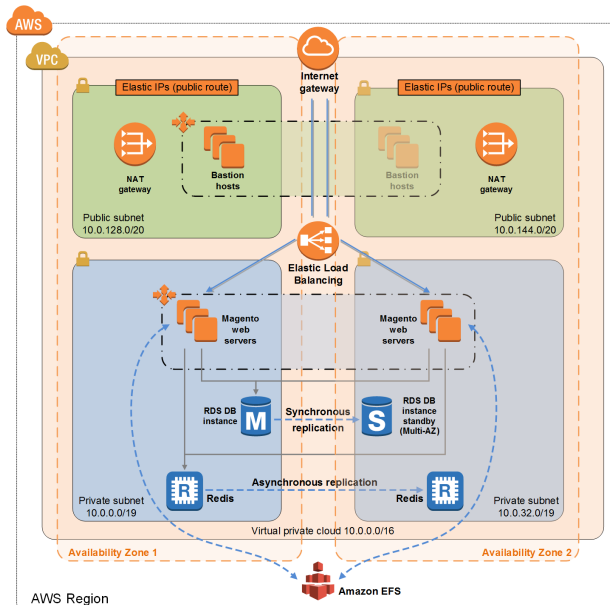 AWS
VPC
Internet
gateway
Elastic IPs (public route)
Elastic IPs (public route)
NAT
gateway
Bastion
hosts
Bastion
hosts
NAT
gateway
Public subnet
10.0.128.0/20
Public subnet
10.0.144.0/20
Elastic Load
Balancing
Magento
web
servers
Magento
web
servers
RDS DB
instance
M
Synchronous
replication
S
RDS DB
instance
standby
(Multi-AZ)
R
Redis
Asynchronous replication
Redis
R
Private subnet
10.0.0.0/19
Private subnet
10.0.32.0/19
Virtual private cloud 10.0.0.0/16
Availability Zone 1
Availability Zone 2
Amazon EFS
AWS Region